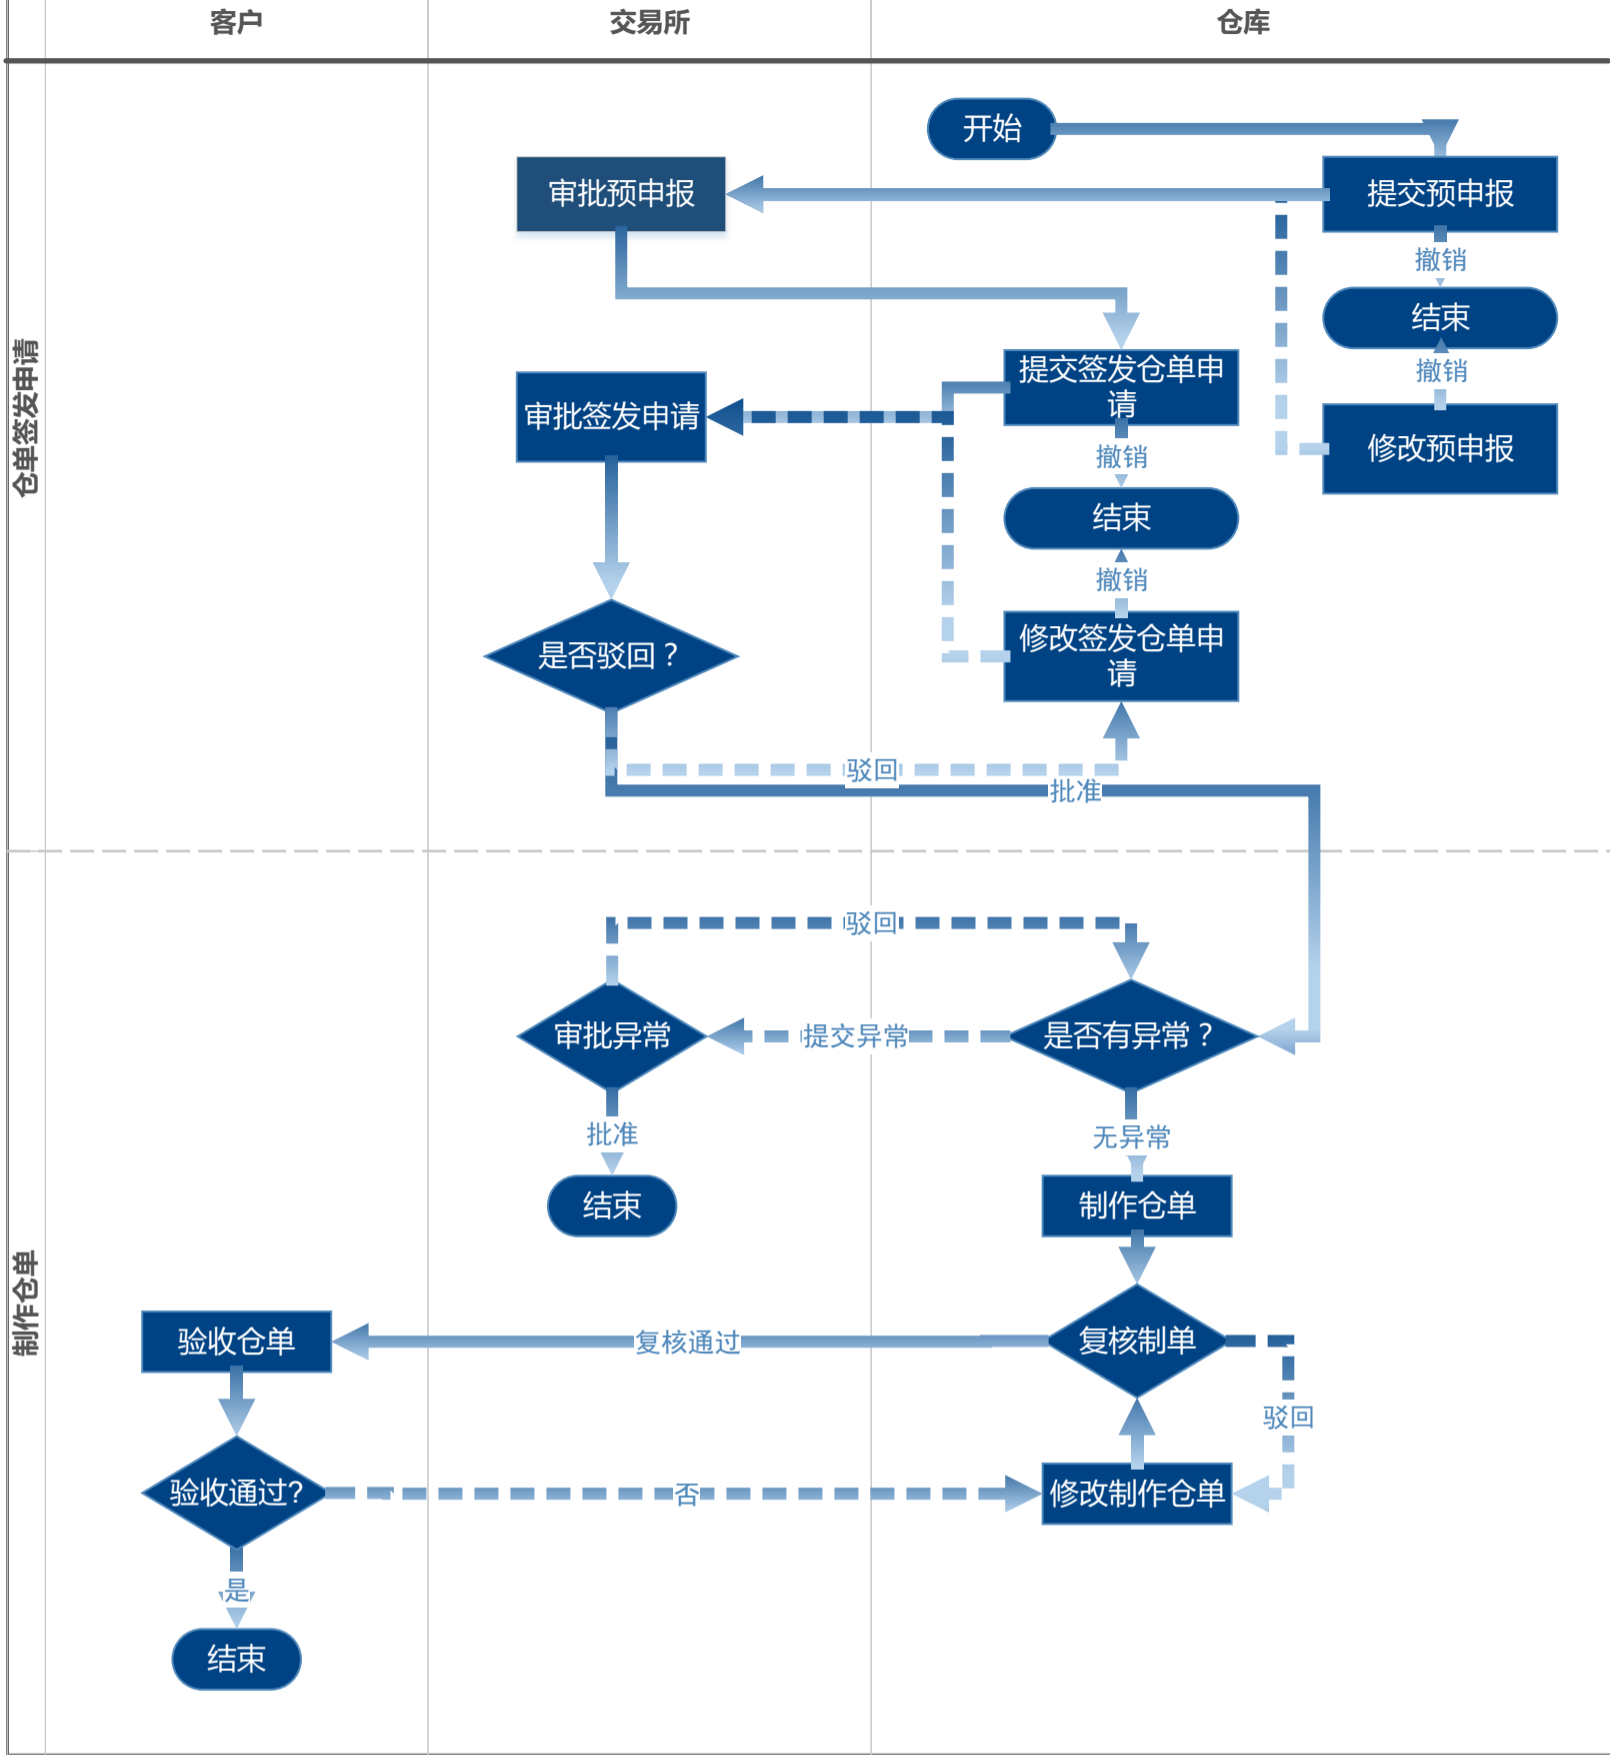 客户
交易所
仓库
仓单签发申请
开始
审批预申报
提交预申报
撤销
结束
撤销
修改预申报
提交签发仓单申
请
审批签发申请
撤销
结束
撤销
修改签发仓单申
请
是否驳回？
驳回
批准
制作仓单
驳回
审批异常
提交异常
是否有异常？
批准
无异常
结束
制作仓单
验收仓单
复核通过
复核制单
驳回
验收通过?
否
修改制作仓单
是
结束